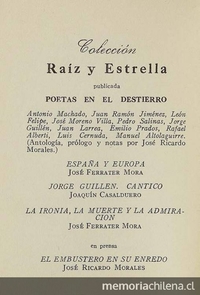 Colección
Raíz y Estrella
publicada
POETAS EN EL DESTIERRO
Antonio Machado, Juan Ramón Jiménez, León
Felipe, José Moreno Villa, Pedro Salinas, Jorge
Guillén, Juan Larrea, Emilio Prados, Rafael
Alberti, Luis Cernuda, Manuel Altolaguirre.
(Antología, prólogo y notas por José Ricardo
Morales.)
ESPAÑA Y EUROPA
JOSÉ FERRATER MORA
JORGE GUILLEN. CANTICO
JOAQUÍN CASALDUERO
LA IRONIA, LA MUERTE Y LA ADMIRA-
CION
JOSÉ FERRATER MORA
en prensa
EL EMBUSTERO EN SU ENREDO
JOSÉ RICARDO MORALES
memoriachilena.cl